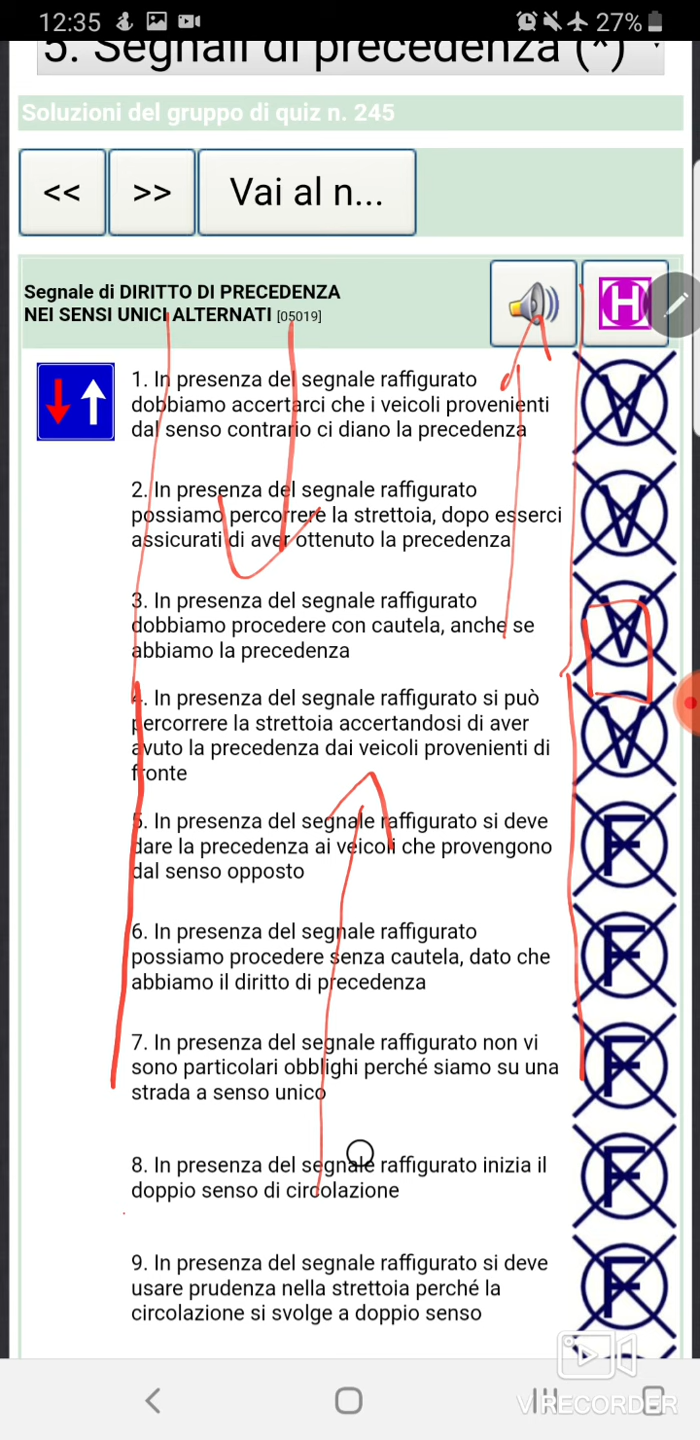 12:35
27%
5. Segnali di precedenza (*)
Soluzioni del gruppo di quiz n. 245
<< >> Vai al n...
Segnale di DIRITTO DI PRECEDENZA
NEI SENSI UNICI ALTERNATI [05019]
H
1. In presenza del segnale raffigurato
dobbiamo accertarci che i veicoli provenienti
dal senso contrario ci diano la precedenza
V
2. In presenza del segnale raffigurato
possiamo percorrere la strettoia, dopo esserci
assicurati di aver ottenuto la precedenza
V
3. In presenza del segnale raffigurato
dobbiamo procedere con cautela, anche se
abbiamo la precedenza
V
4. In presenza del segnale raffigurato si può
percorrere la strettoia accertandosi di aver
avuto la precedenza dai veicoli provenienti di
fronte
V
5. In presenza del segnale raffigurato si deve
dare la precedenza ai veicoli che provengono
dal senso opposto
F
6. In presenza del segnale raffigurato
possiamo procedere senza cautela, dato che
abbiamo il diritto di precedenza
F
7. In presenza del segnale raffigurato non vi
sono particolari obblighi perché siamo su una
strada a senso unico
F
8. In presenza del segnale raffigurato inizia il
doppio senso di circolazione
F
9. In presenza del segnale raffigurato si deve
usare prudenza nella strettoia perché la
circolazione si svolge a doppio senso
F
VIRECORDER